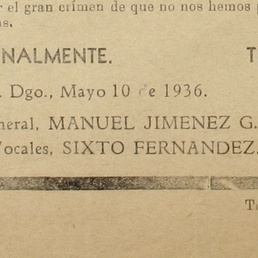 r el gran crímen de que no nos hemos
s.
NALMENTE. T
. Dgo., Mayo 10 de 1936.
neral, MANUEL JIMENEZ G.
Vocales, SIXTO FERNANDEZ.
T